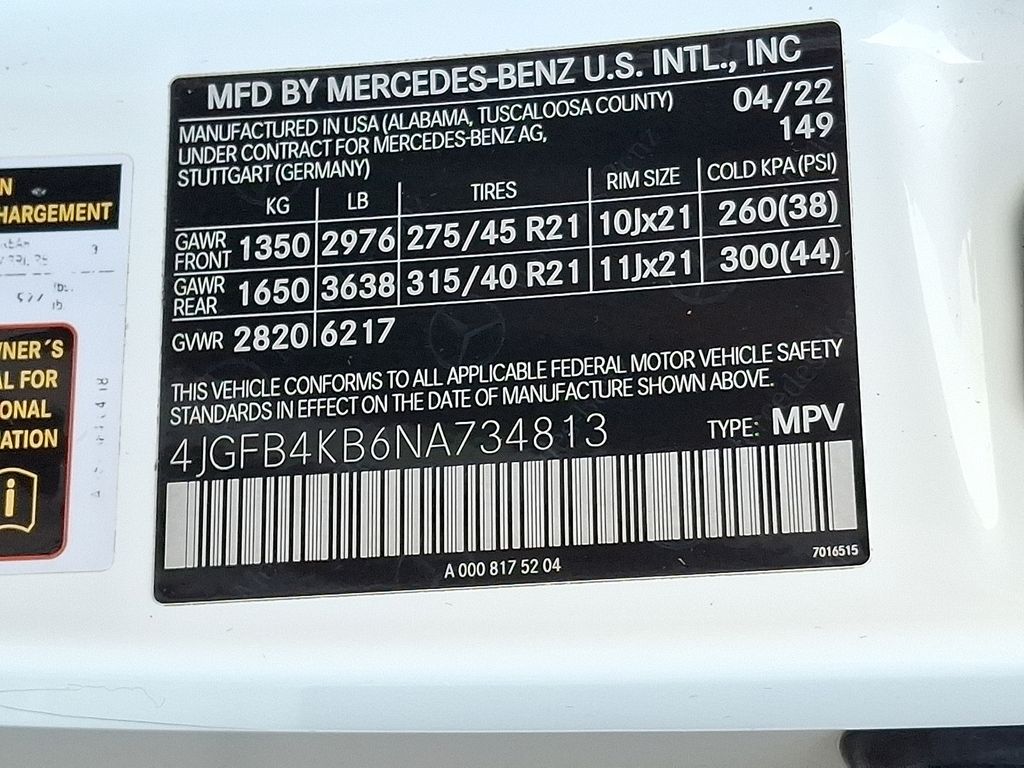 MFD BY MERCEDES-BENZ U.S. INTL., INC
MANUFACTURED IN USA (ALABAMA, TUSCALOOSA COUNTY) 04/22
UNDER CONTRACT FOR MERCEDES-BENZ AG, 149
STUTTGART (GERMANY)
KG LB TIRES RIM SIZE COLD KPA (PSI)
GAWR FRONT 1350 2976 275/45 R21 10Jx21 260(38)
GAWR REAR 1650 3638 315/40 R21 11Jx21 300(44)
GVWR 2820 6217
THIS VEHICLE CONFORMS TO ALL APPLICABLE FEDERAL MOTOR VEHICLE SAFETY
STANDARDS IN EFFECT ON THE DATE OF MANUFACTURE SHOWN ABOVE.
4JGFB4KB6NA734813 TYPE: MPV
A 000 817 52 04
7016515
N
HARGEMENT
NER´S
AL FOR
ONAL
ATION